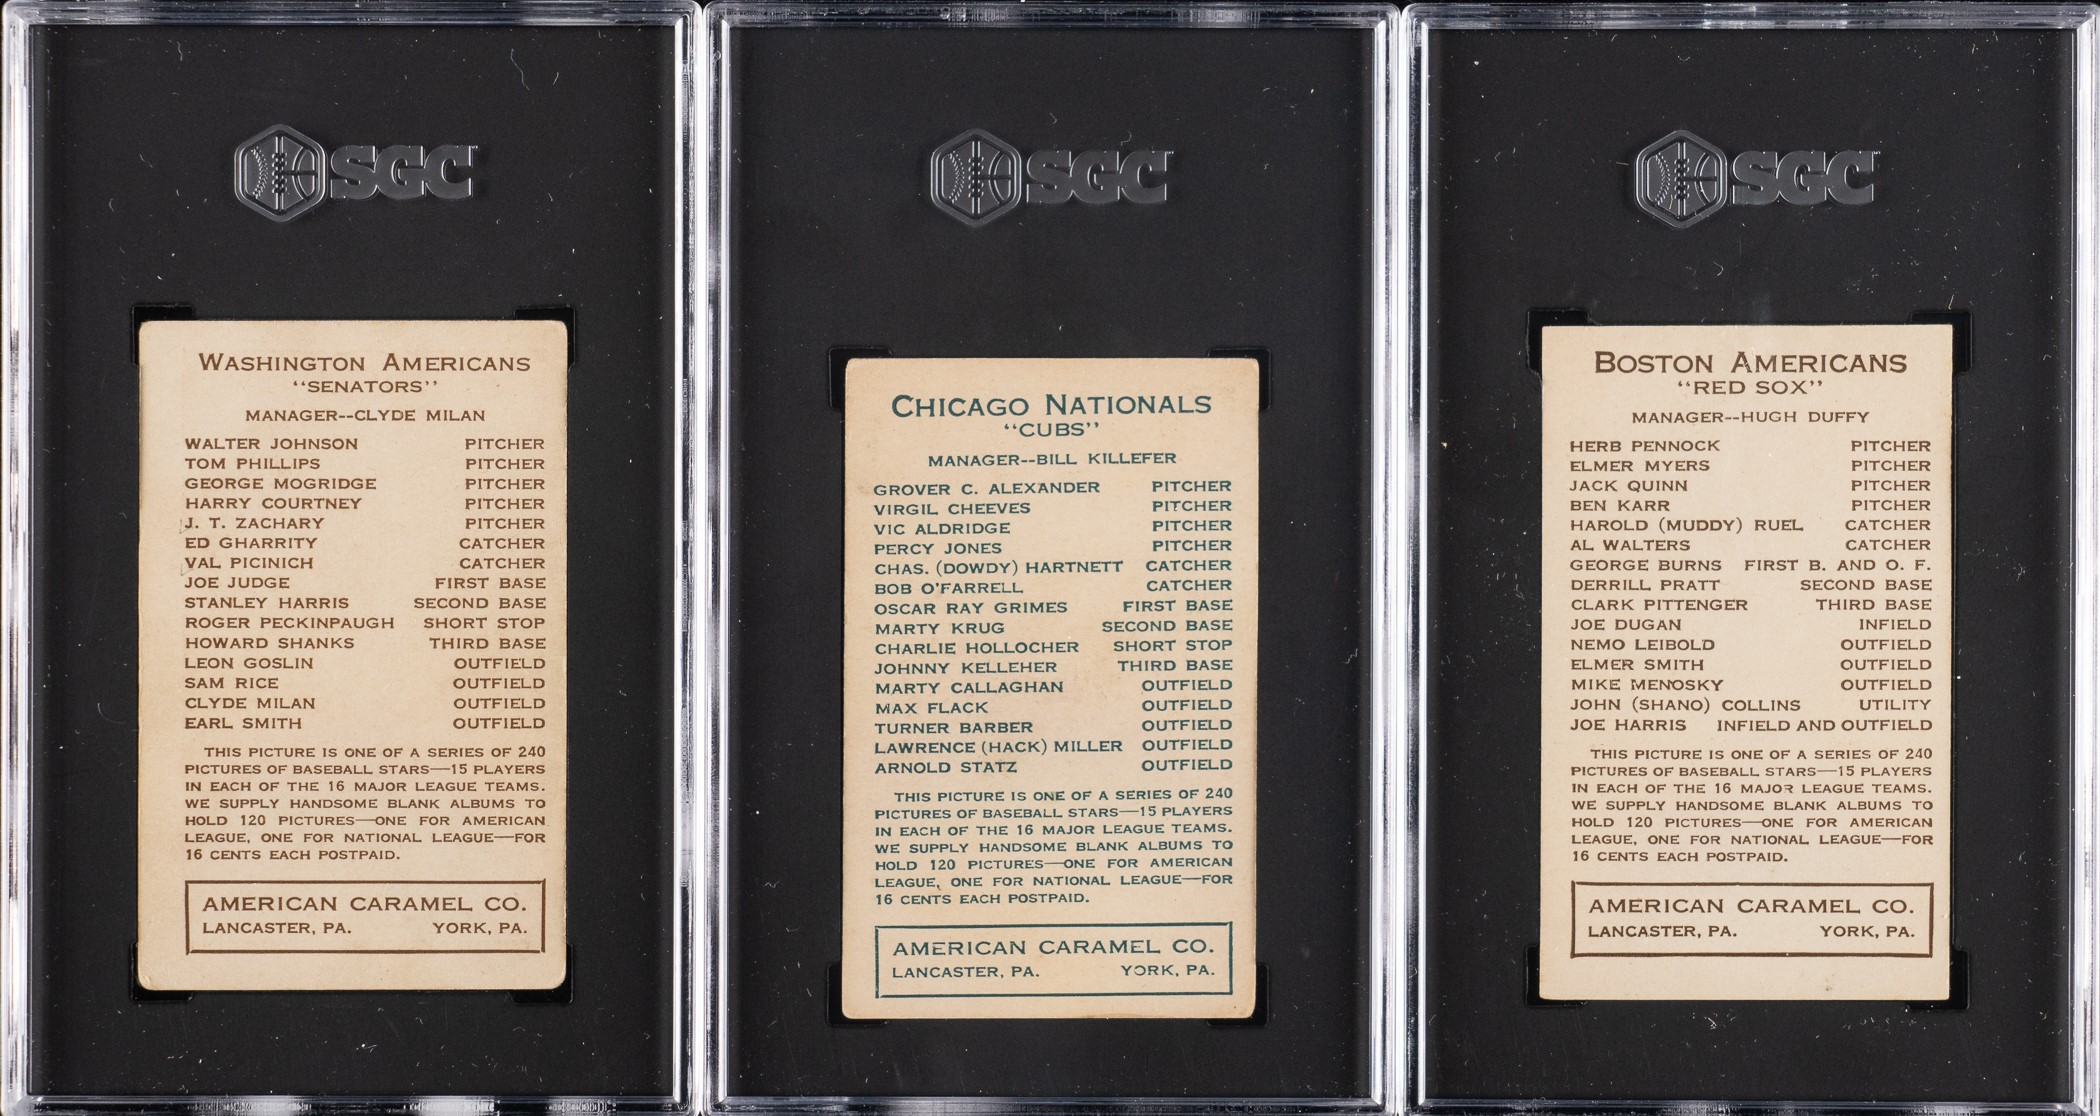 SGC
WASHINGTON AMERICANS
"SENATORS"
MANAGER--CLYDE MILAN
WALTER JOHNSON PITCHER
TOM PHILLIPS PITCHER
GEORGE MOGRIDGE PITCHER
HARRY COURTNEY PITCHER
J. T. ZACHARY PITCHER
ED GHARRITY CATCHER
VAL PICINICH CATCHER
JOE JUDGE FIRST BASE
STANLEY HARRIS SECOND BASE
ROGER PECKINPAUGH SHORT STOP
HOWARD SHANKS THIRD BASE
LEON GOSLIN OUTFIELD
SAM RICE OUTFIELD
CLYDE MILAN OUTFIELD
EARL SMITH OUTFIELD
THIS PICTURE IS ONE OF A SERIES OF 240
PICTURES OF BASEBALL STARS—15 PLAYERS
IN EACH OF THE 16 MAJOR LEAGUE TEAMS.
WE SUPPLY HANDSOME BLANK ALBUMS TO
HOLD 120 PICTURES—ONE FOR AMERICAN
LEAGUE, ONE FOR NATIONAL LEAGUE—FOR
16 CENTS EACH POSTPAID.
AMERICAN CARAMEL CO.
LANCASTER, PA. YORK, PA.
SGC
CHICAGO NATIONALS
"CUBS"
MANAGER--BILL KILLEFER
GROVER C. ALEXANDER PITCHER
VIRGIL CHEEVES PITCHER
VIC ALDRIDGE PITCHER
PERCY JONES PITCHER
CHAS. (DOWDY) HARTNETT CATCHER
BOB O'FARRELL CATCHER
OSCAR RAY GRIMES FIRST BASE
MARTY KRUG SECOND BASE
CHARLIE HOLLOCHER SHORT STOP
JOHNNY KELLEHER THIRD BASE
MARTY CALLAGHAN OUTFIELD
MAX FLACK OUTFIELD
TURNER BARBER OUTFIELD
LAWRENCE (HACK) MILLER OUTFIELD
ARNOLD STATZ OUTFIELD
THIS PICTURE IS ONE OF A SERIES OF 240
PICTURES OF BASEBALL STARS—15 PLAYERS
IN EACH OF THE 16 MAJOR LEAGUE TEAMS.
WE SUPPLY HANDSOME BLANK ALBUMS TO
HOLD 120 PICTURES—ONE FOR AMERICAN
LEAGUE, ONE FOR NATIONAL LEAGUE—FOR
16 CENTS EACH POSTPAID.
AMERICAN CARAMEL CO.
LANCASTER, PA. YORK, PA.
SGC
BOSTON AMERICANS
"RED SOX"
MANAGER--HUGH DUFFY
HERB PENNOCK PITCHER
ELMER MYERS PITCHER
JACK QUINN PITCHER
BEN KARR PITCHER
HAROLD (MUDDY) RUEL CATCHER
AL WALTERS CATCHER
GEORGE BURNS FIRST B. AND O. F.
DERRILL PRATT SECOND BASE
CLARK PITTENGER THIRD BASE
JOE DUGAN INFIELD
NEMO LEIBOLD OUTFIELD
ELMER SMITH OUTFIELD
MIKE MENOSKY OUTFIELD
JOHN (SHANO) COLLINS UTILITY
JOE HARRIS INFIELD AND OUTFIELD
THIS PICTURE IS ONE OF A SERIES OF 240
PICTURES OF BASEBALL STARS—15 PLAYERS
IN EACH OF THE 16 MAJOR LEAGUE TEAMS.
WE SUPPLY HANDSOME BLANK ALBUMS TO
HOLD 120 PICTURES—ONE FOR AMERICAN
LEAGUE, ONE FOR NATIONAL LEAGUE—FOR
16 CENTS EACH POSTPAID.
AMERICAN CARAMEL CO.
LANCASTER, PA. YORK, PA.